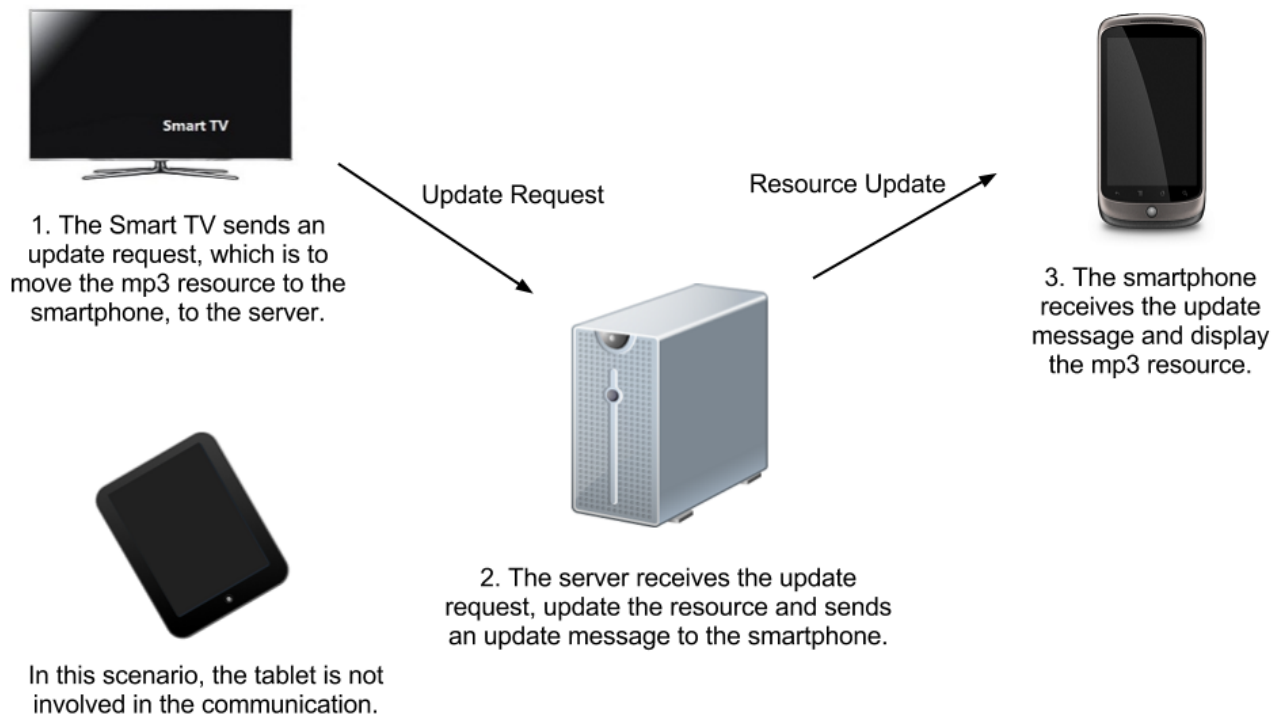 Smart TV
1. The Smart TV sends an
update request, which is to
move the mp3 resource to the
smartphone, to the server.
Update Request
Resource Update
3. The smartphone
receives the update
message and display
the mp3 resource.
2. The server receives the update
request, update the resource and sends
an update message to the smartphone.
In this scenario, the tablet is not
involved in the communication.